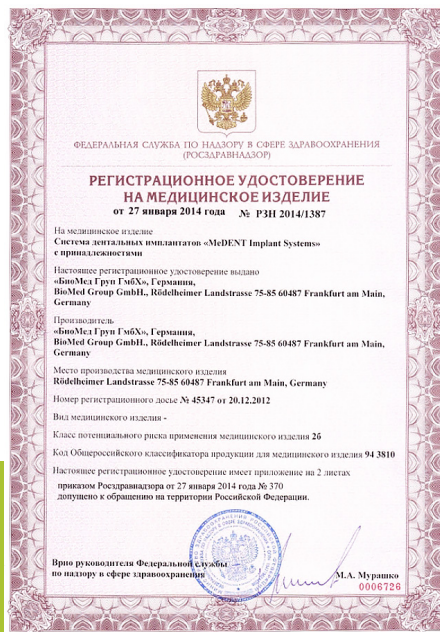 ФЕДЕРАЛЬНАЯ СЛУЖБА ПО НАДЗОРУ В СФЕРЕ ЗДРАВООХРАНЕНИЯ
(РОСЗДРАВНАДЗОР)
РЕГИСТРАЦИОННОЕ УДОСТОВЕРЕНИЕ
НА МЕДИЦИНСКОЕ ИЗДЕЛИЕ
от 27 января 2014 года № РЗН 2014/1387
На медицинское изделие
Система дентальных имплантатов «MeDENT Implant Systems»
с принадлежностями
Настоящее регистрационное удостоверение выдано
«БиоМед Груп ГмбХ», Германия,
BioMed Group GmbH., Rödelheimer Landstrasse 75-85 60487 Frankfurt am Main,
Germany
Производитель
«БиоМед Груп ГмбХ», Германия,
BioMed Group GmbH., Rödelheimer Landstrasse 75-85 60487 Frankfurt am Main,
Germany
Место производства медицинского изделия
Rödelheimer Landstrasse 75-85 60487 Frankfurt am Main, Germany
Номер регистрационного досье № 45347 от 20.12.2012
Вид медицинского изделия -
Класс потенциального риска применения медицинского изделия 2б
Код Общероссийского классификатора продукции для медицинского изделия 94 3810
Настоящее регистрационное удостоверение имеет приложение на 2 листах
приказом Росздравнадзора от 27 января 2014 года № 370
допущено к обращению на территории Российской Федерации.
Врио руководителя Федеральной службы
по надзору в сфере здравоохранения
М.А. Мурашко
0006726